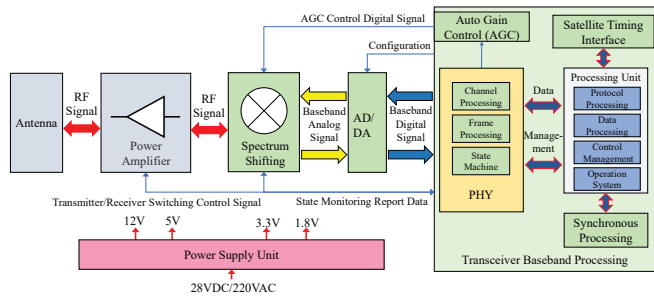 AGC Control Digital Signal
Auto Gain
Control (AGC)
Satellite Timing
Interface
Configuration
Antenna
RF
Signal
Power
Amplifier
RF
Signal
Spectrum
Shifting
Baseband
Analog Signal
AD/
DA
Baseband
Digital Signal
Channel
Processing
Frame
Processing
State
Machine
PHY
Data
Manage-
ment
Processing Unit
Protocol
Processing
Data
Processing
Control
Management
Operation
System
Synchronous
Processing
Transceiver Baseband Processing
Transmitter/Receiver Switching Control Signal
State Monitoring Report Data
12V
5V
3.3V
1.8V
Power Supply Unit
28VDC/220VAC